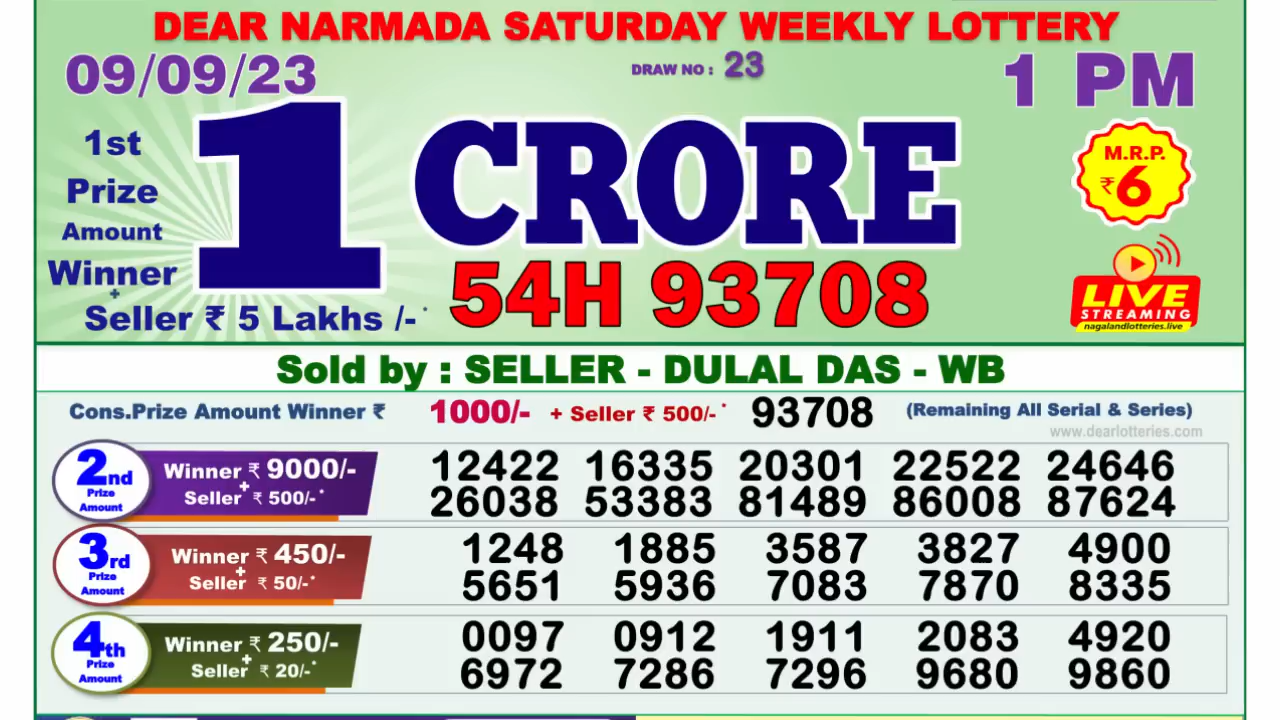 DEAR NARMADA SATURDAY WEEKLY LOTTERY
09/09/23
DRAW NO : 23
1 PM
1st
Prize
Amount
Winner
+
Seller ₹ 5 Lakhs /-*
1 CRORE
54H 93708
M.R.P.
₹6
LIVE
STREAMING
nagalandlotteries.live
Sold by : SELLER - DULAL DAS - WB
Cons.Prize Amount Winner ₹ 1000/- + Seller ₹ 500/-* 93708 (Remaining All Serial & Series)
www.dearlotteries.com
2nd
Prize
Amount
Winner ₹ 9000/-
+
Seller ₹ 500/-*
12422 16335 20301 22522 24646
26038 53383 81489 86008 87624
3rd
Prize
Amount
Winner ₹ 450/-
+
Seller ₹ 50/-*
1248 1885 3587 3827 4900
5651 5936 7083 7870 8335
4th
Prize
Amount
Winner ₹ 250/-
+
Seller ₹ 20/-*
0097 0912 1911 2083 4920
6972 7286 7296 9680 9860